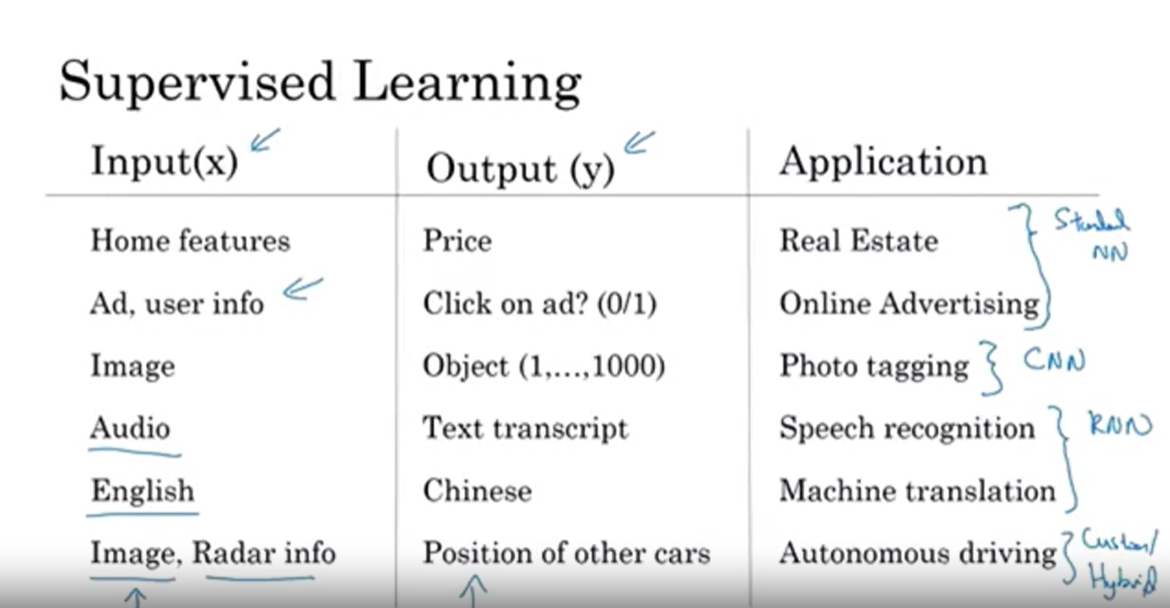 Supervised Learning
Input(x) Output (y) Application
Home features Price Real Estate
Standard
NN
Ad, user info Click on ad? (0/1) Online Advertising
Image Object (1,...,1000) Photo tagging CNN
Audio Text transcript Speech recognition RNN
English Chinese Machine translation
Image, Radar info Position of other cars Autonomous driving Custom/
Hybrid